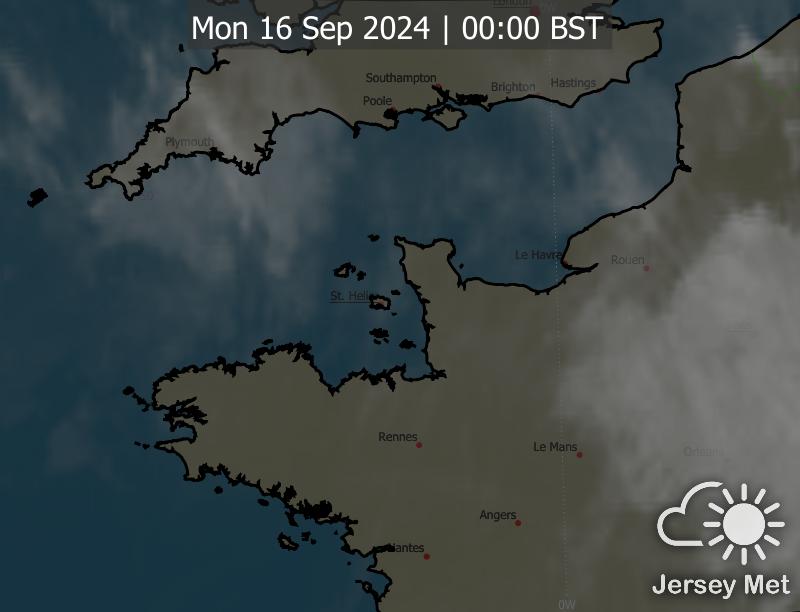 London
0W
Mon 16 Sep 2024 | 00:00 BST
Southampton
Brighton
Hastings
Poole
Plymouth
Le Havre
Rouen
St. Helier
Rennes
Le Mans
Orleans
Angers
Nantes
Jersey Met
0W